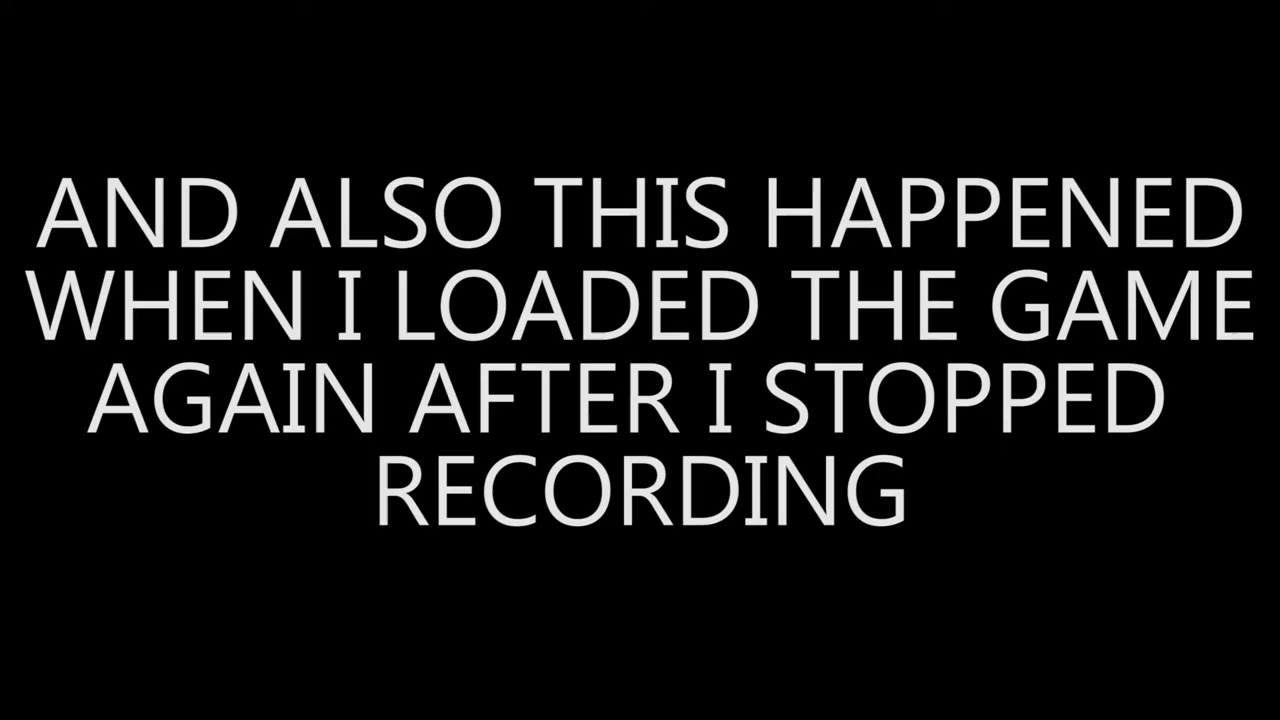 AND ALSO THIS HAPPENED
WHEN I LOADED THE GAME
AGAIN AFTER I STOPPED
RECORDING